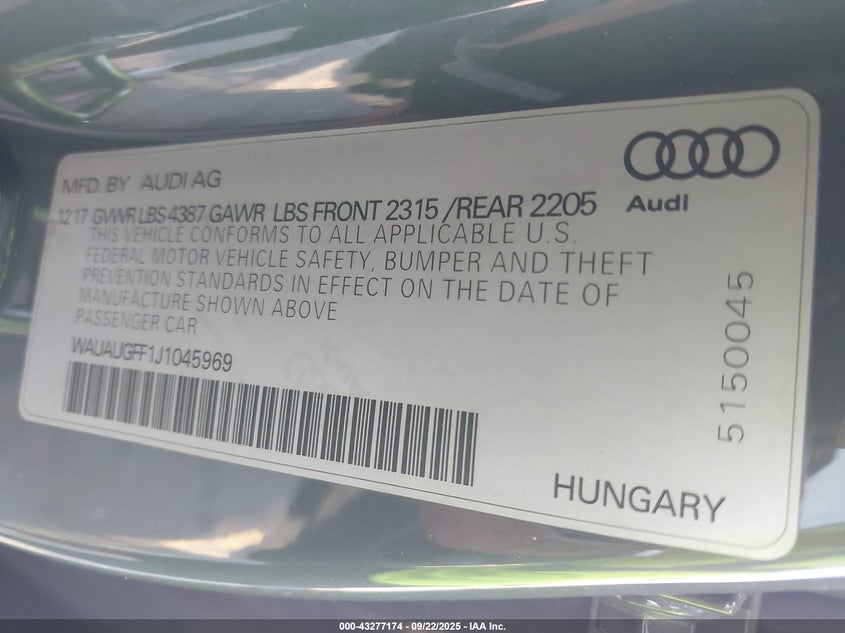 MFD. BY AUDI AG
12 17 GVWR LBS 4387 GAWR LBS FRONT 2315 /REAR 2205
Audi
THIS VEHICLE CONFORMS TO ALL APPLICABLE U.S.
FEDERAL MOTOR VEHICLE SAFETY, BUMPER AND THEFT
PREVENTION STANDARDS IN EFFECT ON THE DATE OF
MANUFACTURE SHOWN ABOVE
PASSENGER CAR
WAUAUGFF1J1045969
5150045
HUNGARY
000-43277174 - 09/22/2025 - IAA Inc.